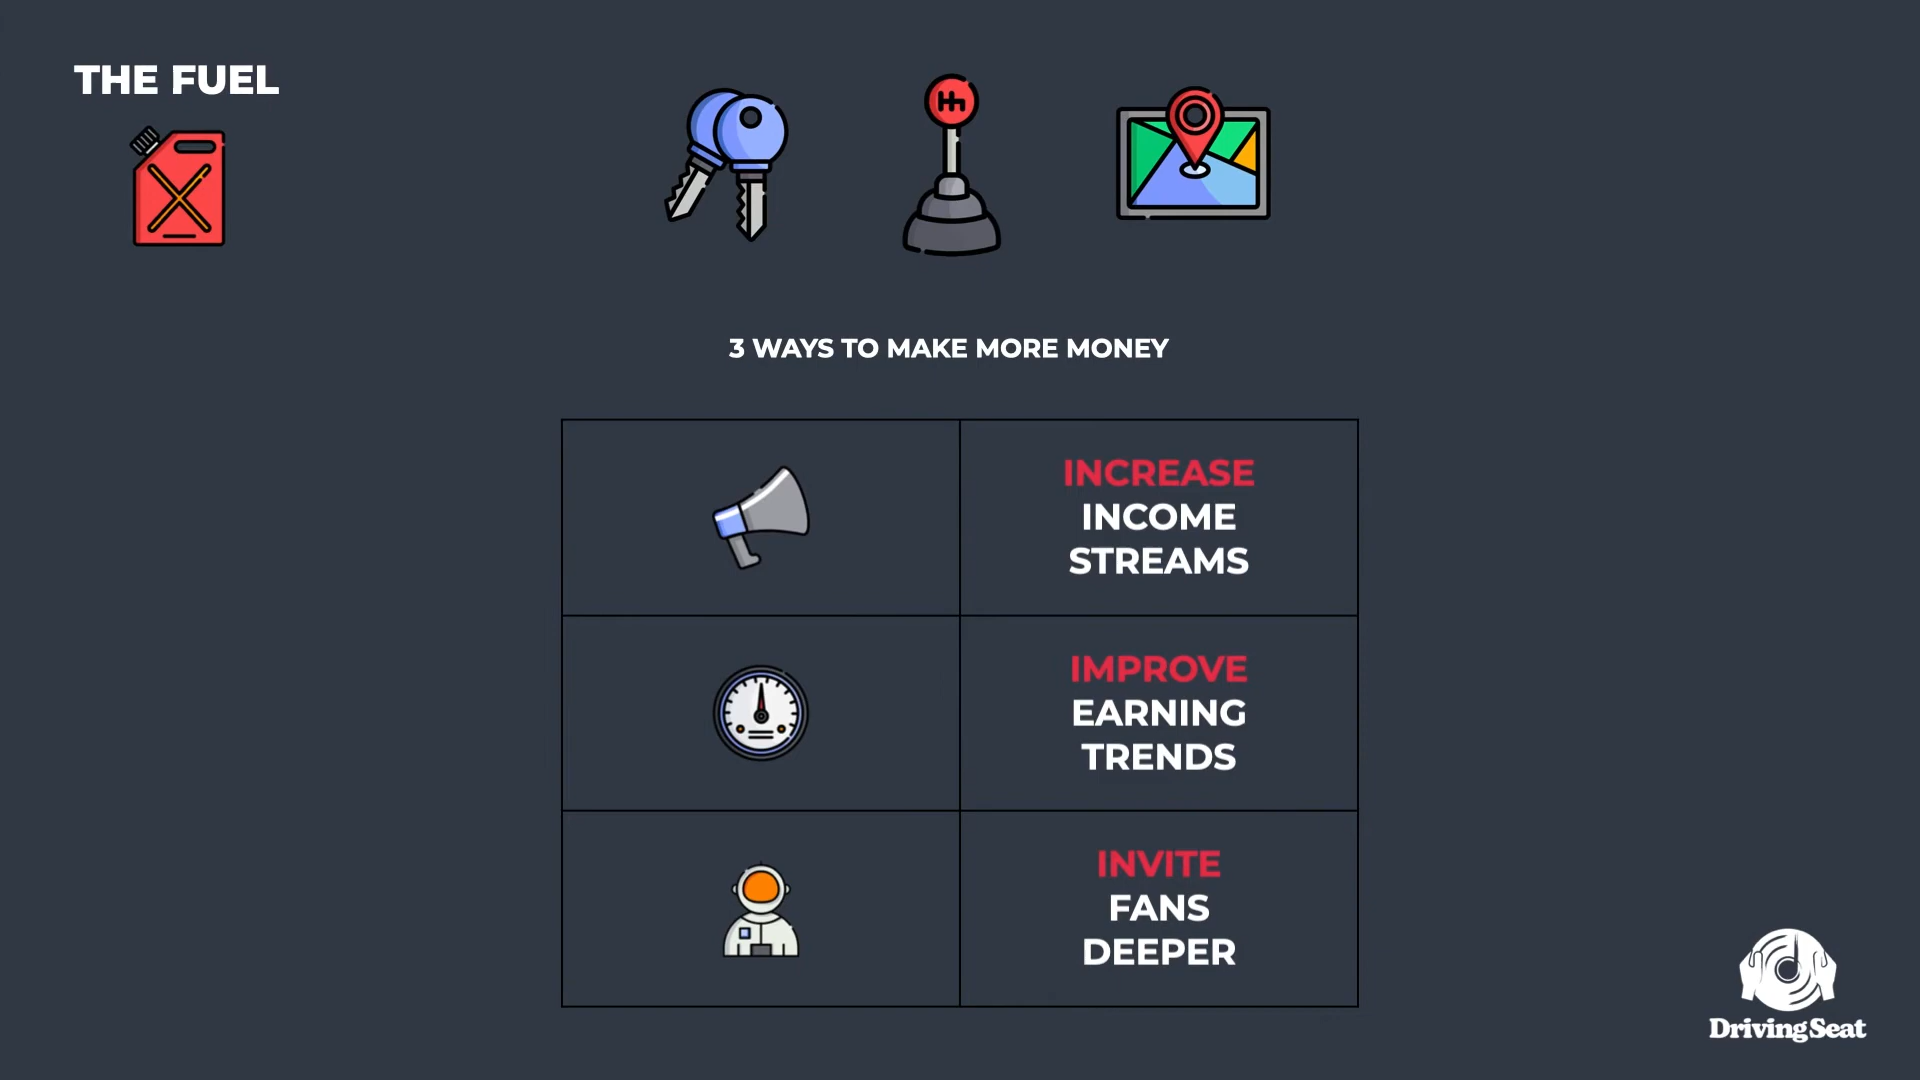 THE FUEL
3 WAYS TO MAKE MORE MONEY
INCREASE
INCOME
STREAMS
IMPROVE
EARNING
TRENDS
INVITE
FANS
DEEPER
DrivingSeat